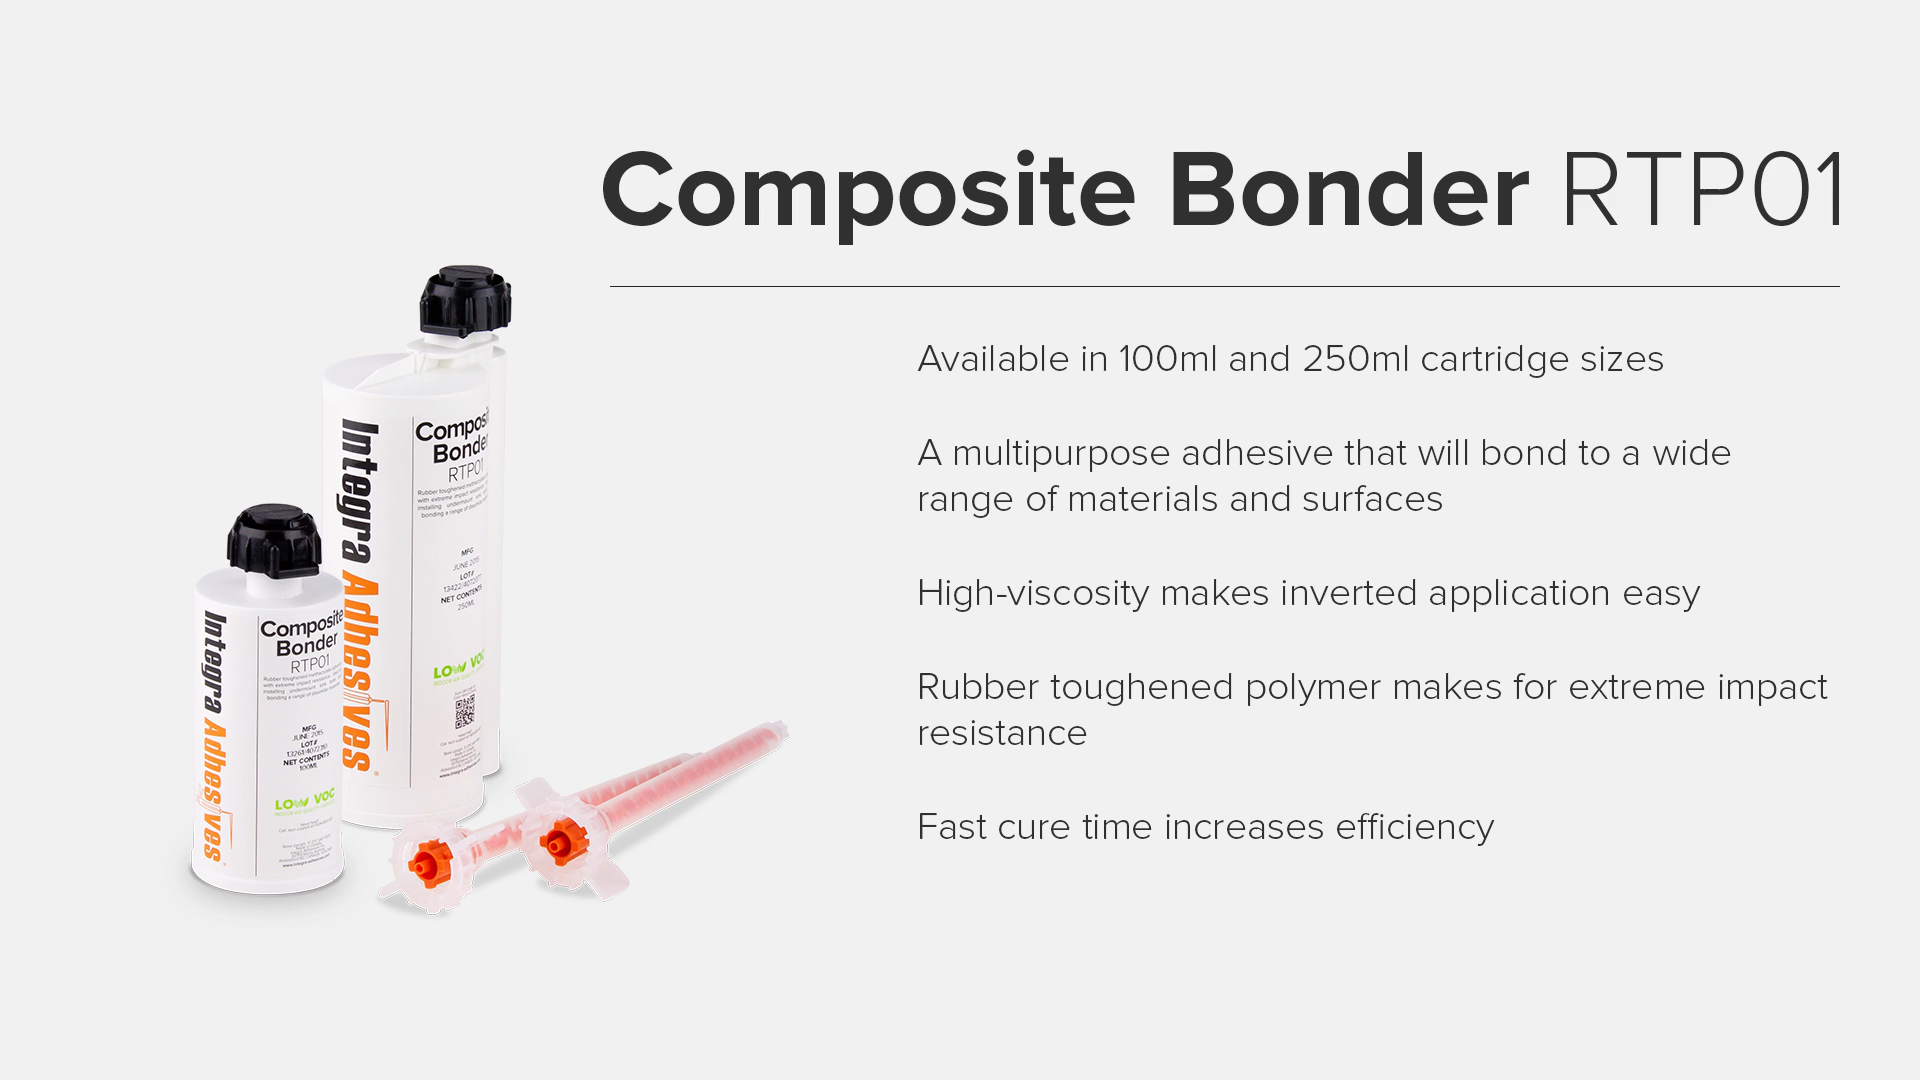 Composite Bonder RTP01
Available in 100ml and 250ml cartridge sizes
A multipurpose adhesive that will bond to a wide
range of materials and surfaces
High-viscosity makes inverted application easy
Rubber toughened polymer makes for extreme impact
resistance
Fast cure time increases efficiency
Integra Adhesives
Bonder
RTP01
MFG
JUNE 2015
LOT#
NET CONTENTS
250ML
LOW VOC
Integra Adhesives
Composite
Bonder
RTP01
MFG
JUNE 2015
LOT#
NET CONTENTS
100ML
LOW VOC